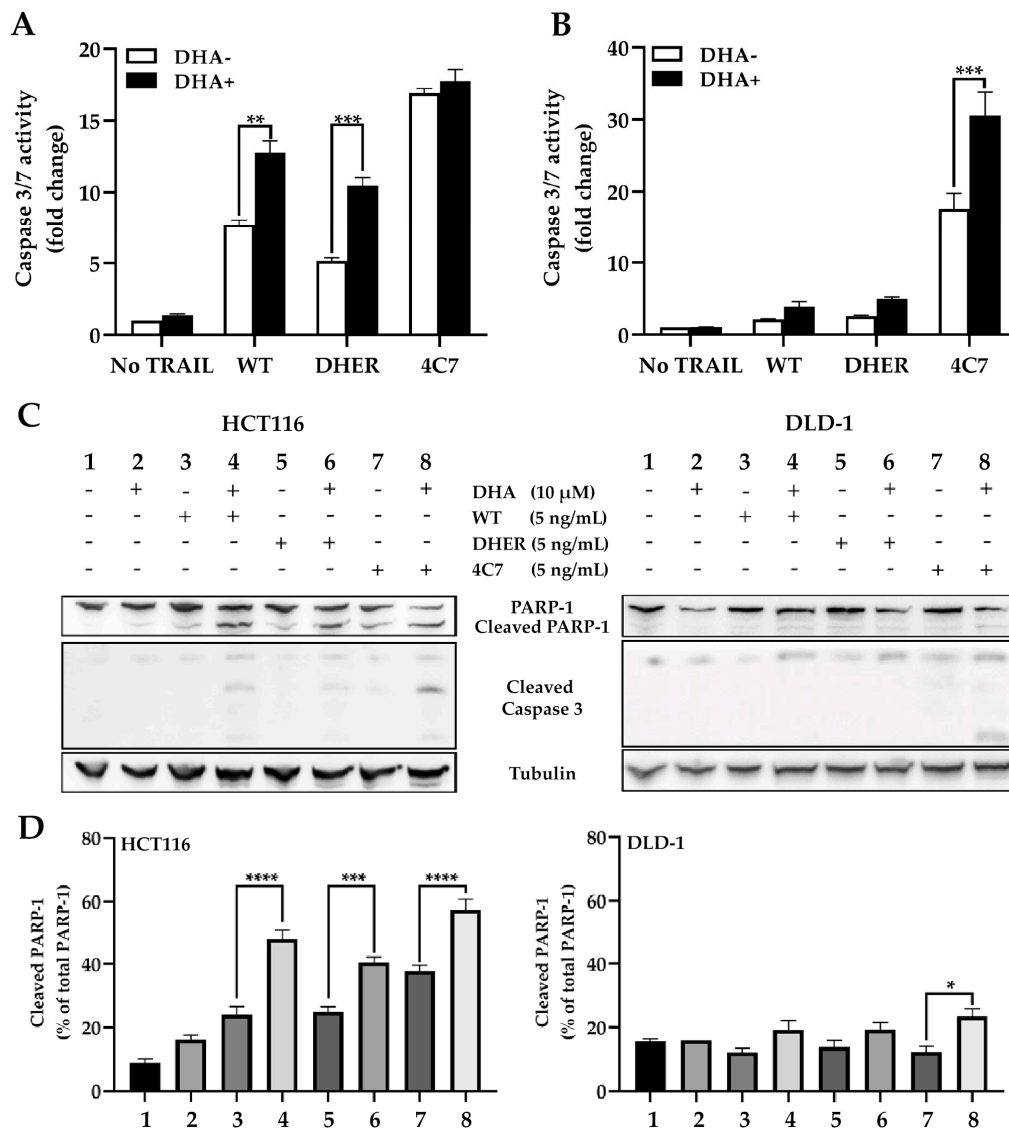 A
DHA-
DHA+
Caspase 3/7 activity
(fold change)
20
15
10
5
0
**
***
No TRAIL WT DHER 4C7
B
DHA-
DHA+
Caspase 3/7 activity
(fold change)
40
30
20
10
0
***
No TRAIL WT DHER 4C7
C
HCT116 DLD-1
1 2 3 4 5 6 7 8 1 2 3 4 5 6 7 8
- + - + - + - + DHA (10 µM) - + - + - + - +
- - + + - - - - WT (5 ng/mL) - - + + - - - -
- - - - + + - - DHER (5 ng/mL) - - - - + + - -
- - - - - - + + 4C7 (5 ng/mL) - - - - - - + +
PARP-1
Cleaved PARP-1
Cleaved
Caspase 3
Tubulin
D
HCT116
Cleaved PARP-1
(% of total PARP-1)
80
60
40
20
0
**** *** ****
1 2 3 4 5 6 7 8
DLD-1
Cleaved PARP-1
(% of total PARP-1)
80
60
40
20
0
*
1 2 3 4 5 6 7 8